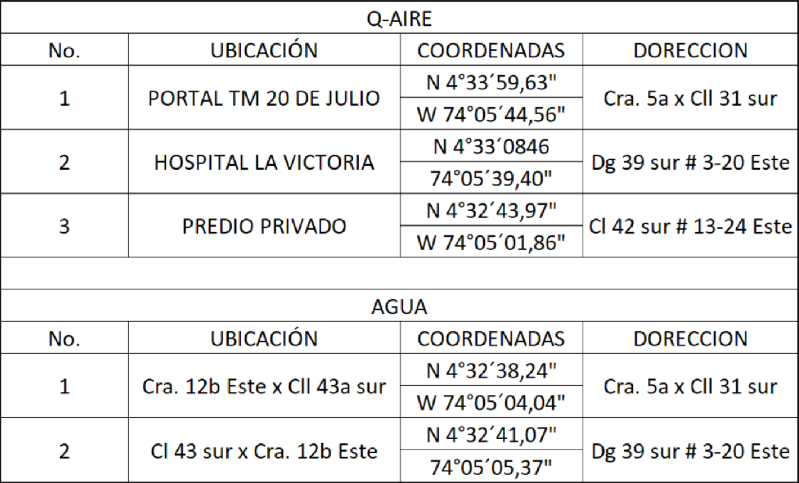 Q-AIRE
No. UBICACIÓN COORDENADAS DORECCION
1 PORTAL TM 20 DE JULIO N 4°33´59,63" W 74°05´44,56" Cra. 5a x Cll 31 sur
2 HOSPITAL LA VICTORIA N 4°33'0846 74°05´39,40" Dg 39 sur # 3-20 Este
3 PREDIO PRIVADO N 4°32´43,97" W 74°05´01,86" Cl 42 sur # 13-24 Este
AGUA
No. UBICACIÓN COORDENADAS DORECCION
1 Cra. 12b Este x Cll 43a sur N 4°32´38,24" W 74°05´04,04" Cra. 5a x Cll 31 sur
2 Cl 43 sur x Cra. 12b Este N 4°32´41,07" 74°05´05,37" Dg 39 sur # 3-20 Este